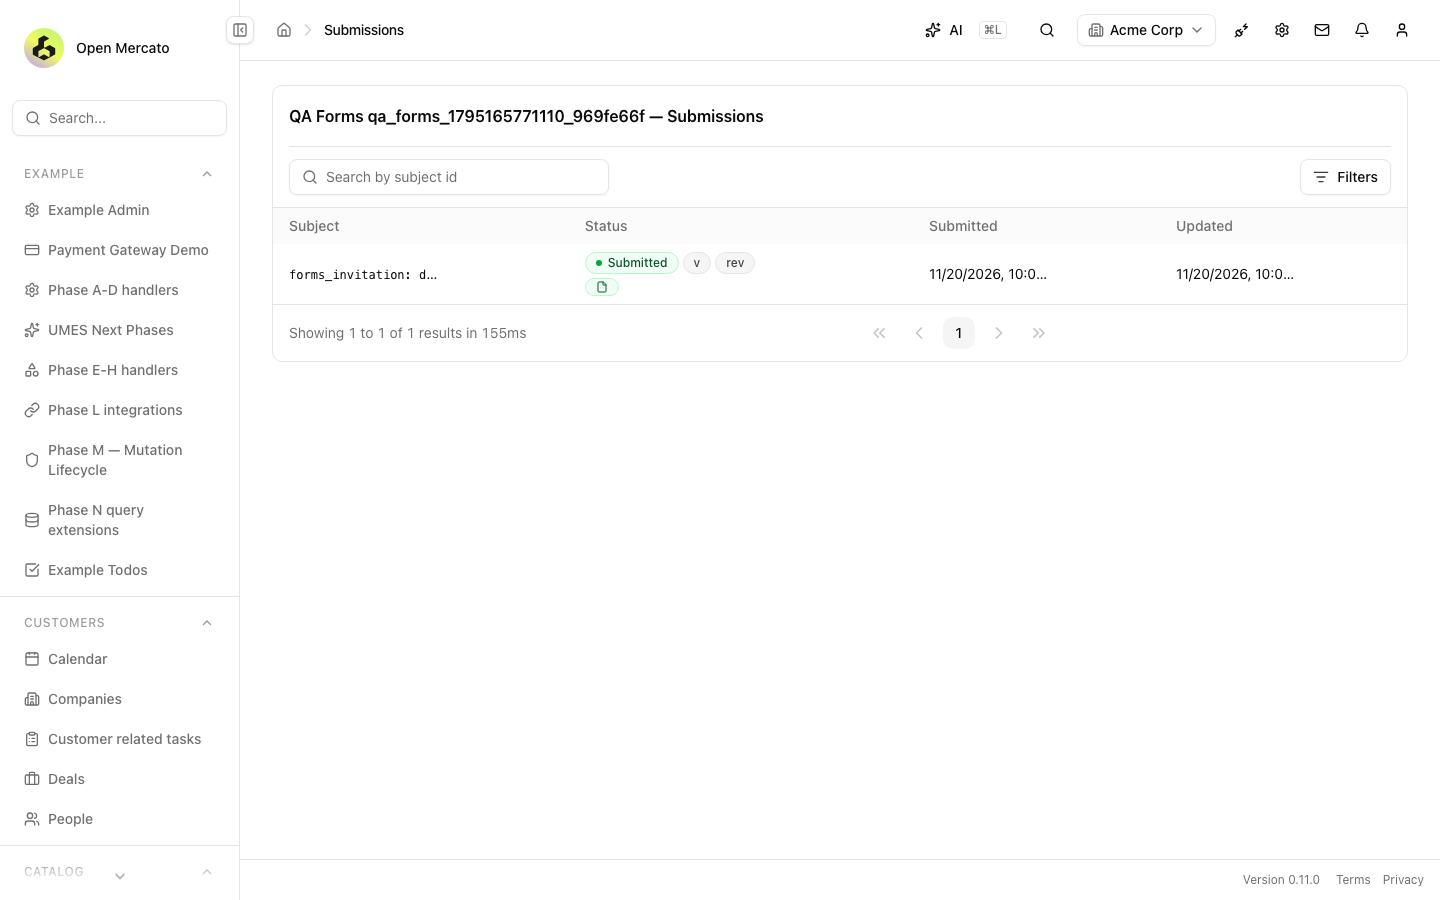 Open Mercato
Submissions
AI ⌘L
Acme Corp
Search...
EXAMPLE
Example Admin
Payment Gateway Demo
Phase A-D handlers
UMES Next Phases
Phase E-H handlers
Phase L integrations
Phase M — Mutation
Lifecycle
Phase N query
extensions
Example Todos
CUSTOMERS
Calendar
Companies
Customer related tasks
Deals
People
CATALOG
QA Forms qa_forms_1795165771110_969fe66f — Submissions
Search by subject id
Filters
Subject Status Submitted Updated
forms_invitation: d… Submitted v rev 11/20/2026, 10:0… 11/20/2026, 10:0…
Showing 1 to 1 of 1 results in 155ms
1
Version 0.11.0 Terms Privacy